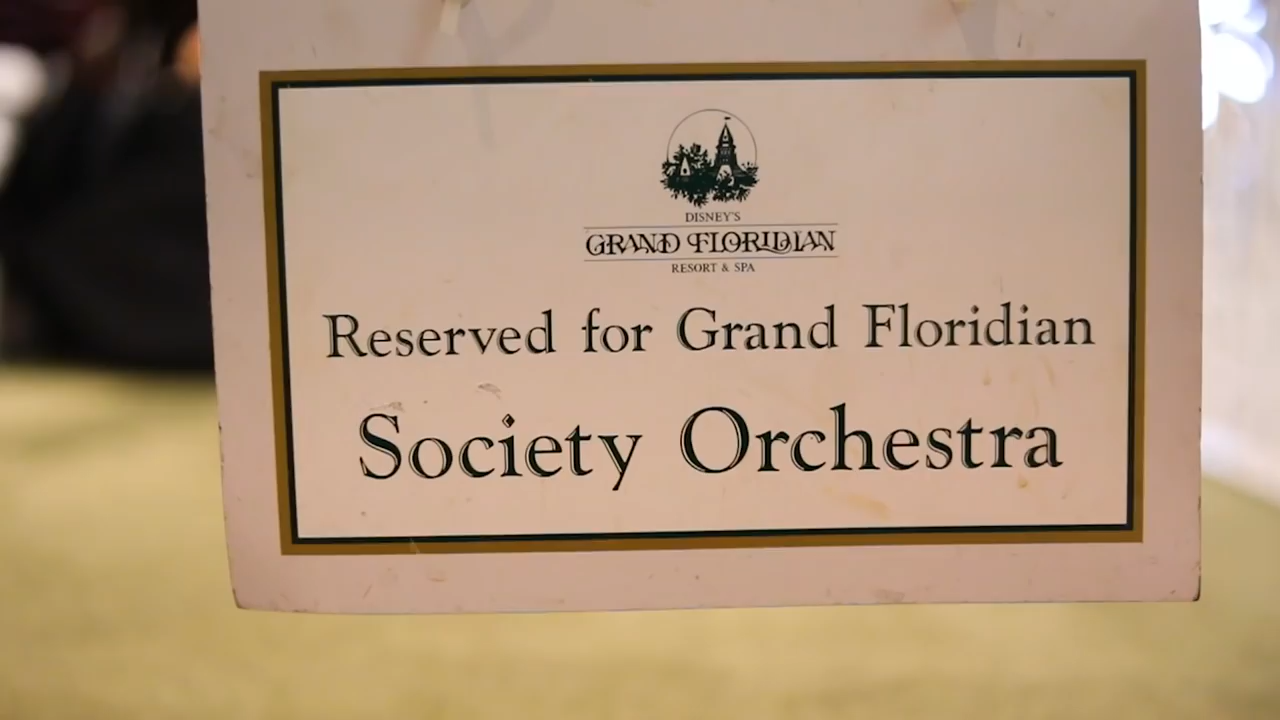 DISNEY'S
GRAND FLORIDIAN
RESORT & SPA
Reserved for Grand Floridian
Society Orchestra